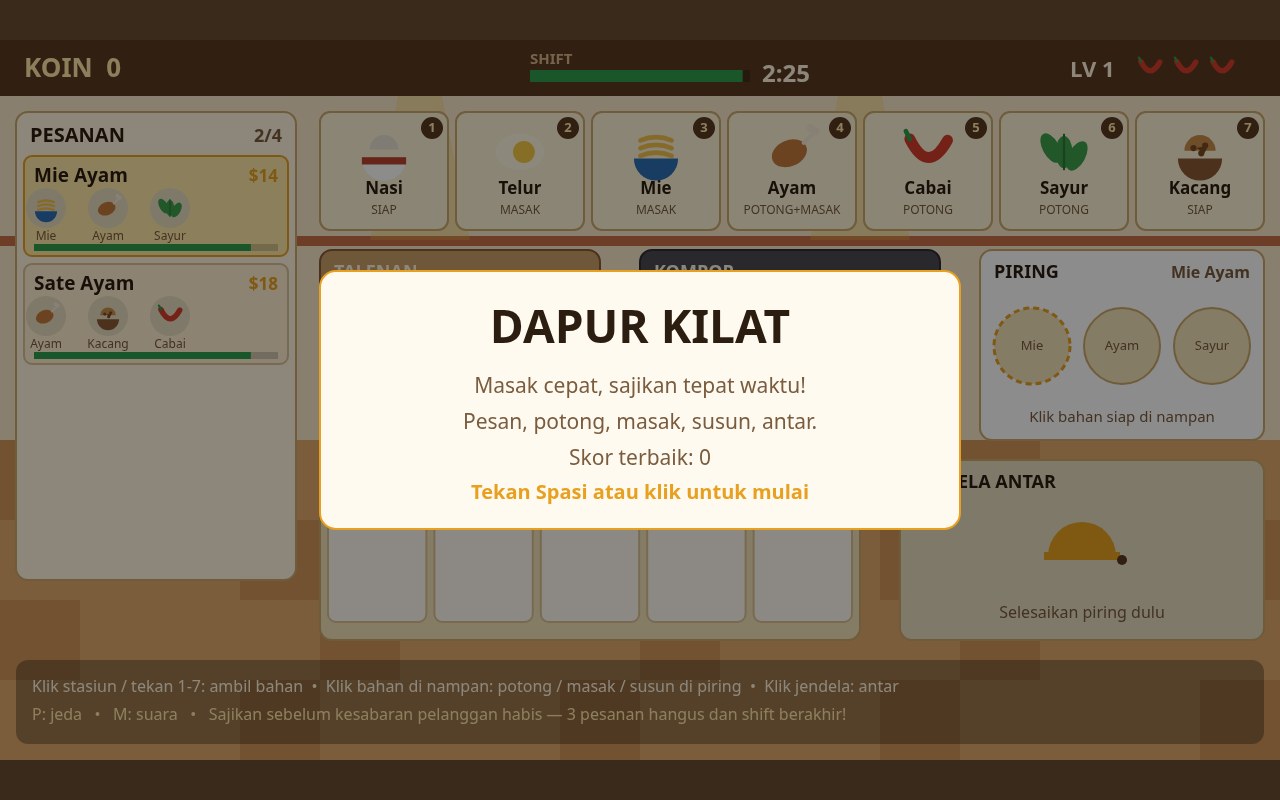 KOIN 0
SHIFT
2:25
LV 1
PESANAN 2/4
Mie Ayam $14
Mie Ayam Sayur
Sate Ayam $18
Ayam Kacang Cabai
1
Nasi
SIAP
2
Telur
MASAK
3
Mie
MASAK
4
Ayam
POTONG+MASAK
5
Cabai
POTONG
6
Sayur
POTONG
7
Kacang
SIAP
TALENAN
KOMPOR
PIRING Mie Ayam
Mie Ayam Sayur
Klik bahan siap di nampan
DAPUR KILAT
Masak cepat, sajikan tepat waktu!
Pesan, potong, masak, susun, antar.
Skor terbaik: 0
Tekan Spasi atau klik untuk mulai
ELA ANTAR
Selesaikan piring dulu
Klik stasiun / tekan 1-7: ambil bahan • Klik bahan di nampan: potong / masak / susun di piring • Klik jendela: antar
P: jeda • M: suara • Sajikan sebelum kesabaran pelanggan habis — 3 pesanan hangus dan shift berakhir!